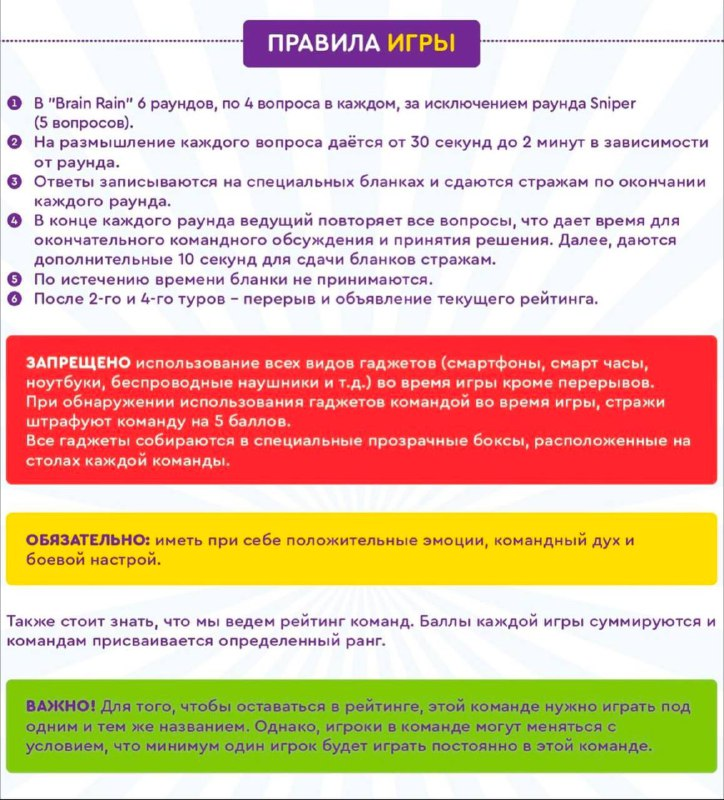 ПРАВИЛА ИГРЫ
1 В "Brain Rain" 6 раундов, по 4 вопроса в каждом, за исключением раунда Sniper
(5 вопросов).
2 На размышление каждого вопроса даётся от 30 секунд до 2 минут в зависимости
от раунда.
3 Ответы записываются на специальных бланках и сдаются стражам по окончании
каждого раунда.
4 В конце каждого раунда ведущий повторяет все вопросы, что дает время для
окончательного командного обсуждения и принятия решения. Далее, даются
дополнительные 10 секунд для сдачи бланков стражам.
5 По истечению времени бланки не принимаются.
6 После 2-го и 4-го туров – перерыв и объявление текущего рейтинга.
ЗАПРЕЩЕНО использование всех видов гаджетов (смартфоны, смарт часы,
ноутбуки, беспроводные наушники и т.д.) во время игры кроме перерывов.
При обнаружении использования гаджетов командой во время игры, стражи
штрафуют команду на 5 баллов.
Все гаджеты собираются в специальные прозрачные боксы, расположенные на
столах каждой команды.
ОБЯЗАТЕЛЬНО: иметь при себе положительные эмоции, командный дух и
боевой настрой.
Также стоит знать, что мы ведем рейтинг команд. Баллы каждой игры суммируются и
командам присваивается определенный ранг.
ВАЖНО! Для того, чтобы оставаться в рейтинге, этой команде нужно играть под
одним и тем же названием. Однако, игроки в команде могут меняться с
условием, что минимум один игрок будет играть постоянно в этой команде.